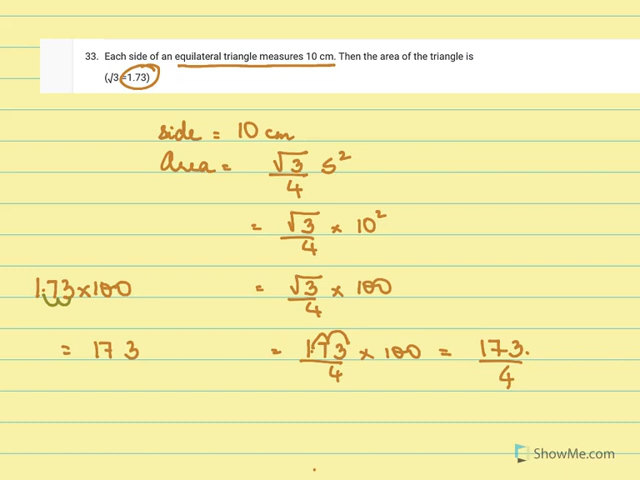 33. Each side of an equilateral triangle measures 10 cm. Then the area of the triangle is
(√3 =1.73)
side = 10 cm
Area = √3/4 s²
= √3/4 × 10²
1.73 × 100 = √3/4 × 100
= 173 = 1.73/4 × 100 = 173./4
ShowMe.com